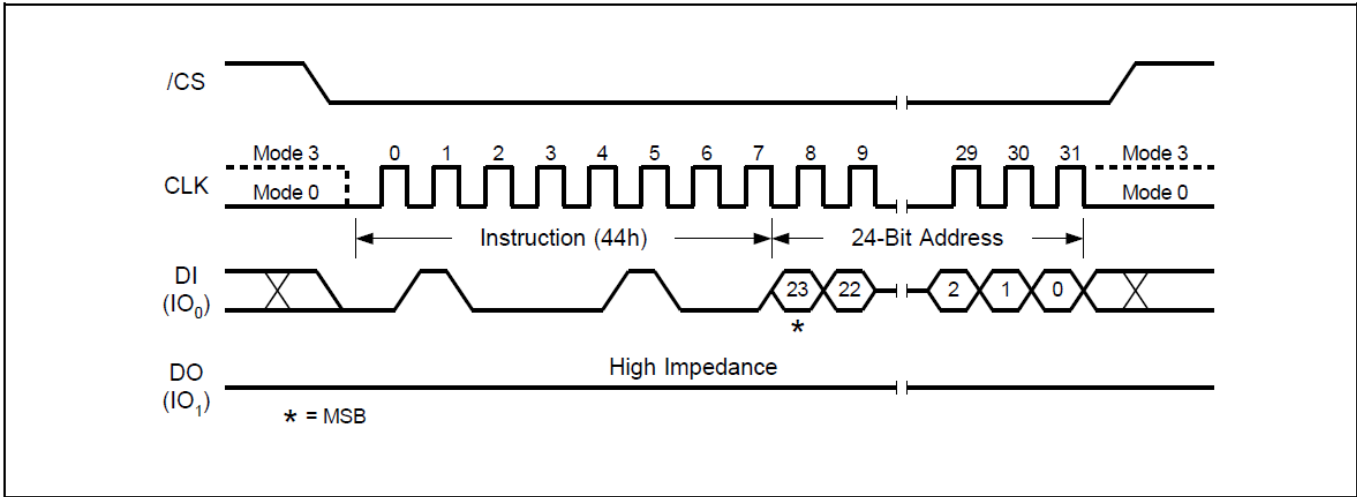 /CS
Mode 3 0 1 2 3 4 5 6 7 8 9 29 30 31 Mode 3
CLK Mode 0 Mode 0
Instruction (44h) 24-Bit Address
DI
(IO0) 23 22 2 1 0
*
DO High Impedance
(IO1)
* = MSB